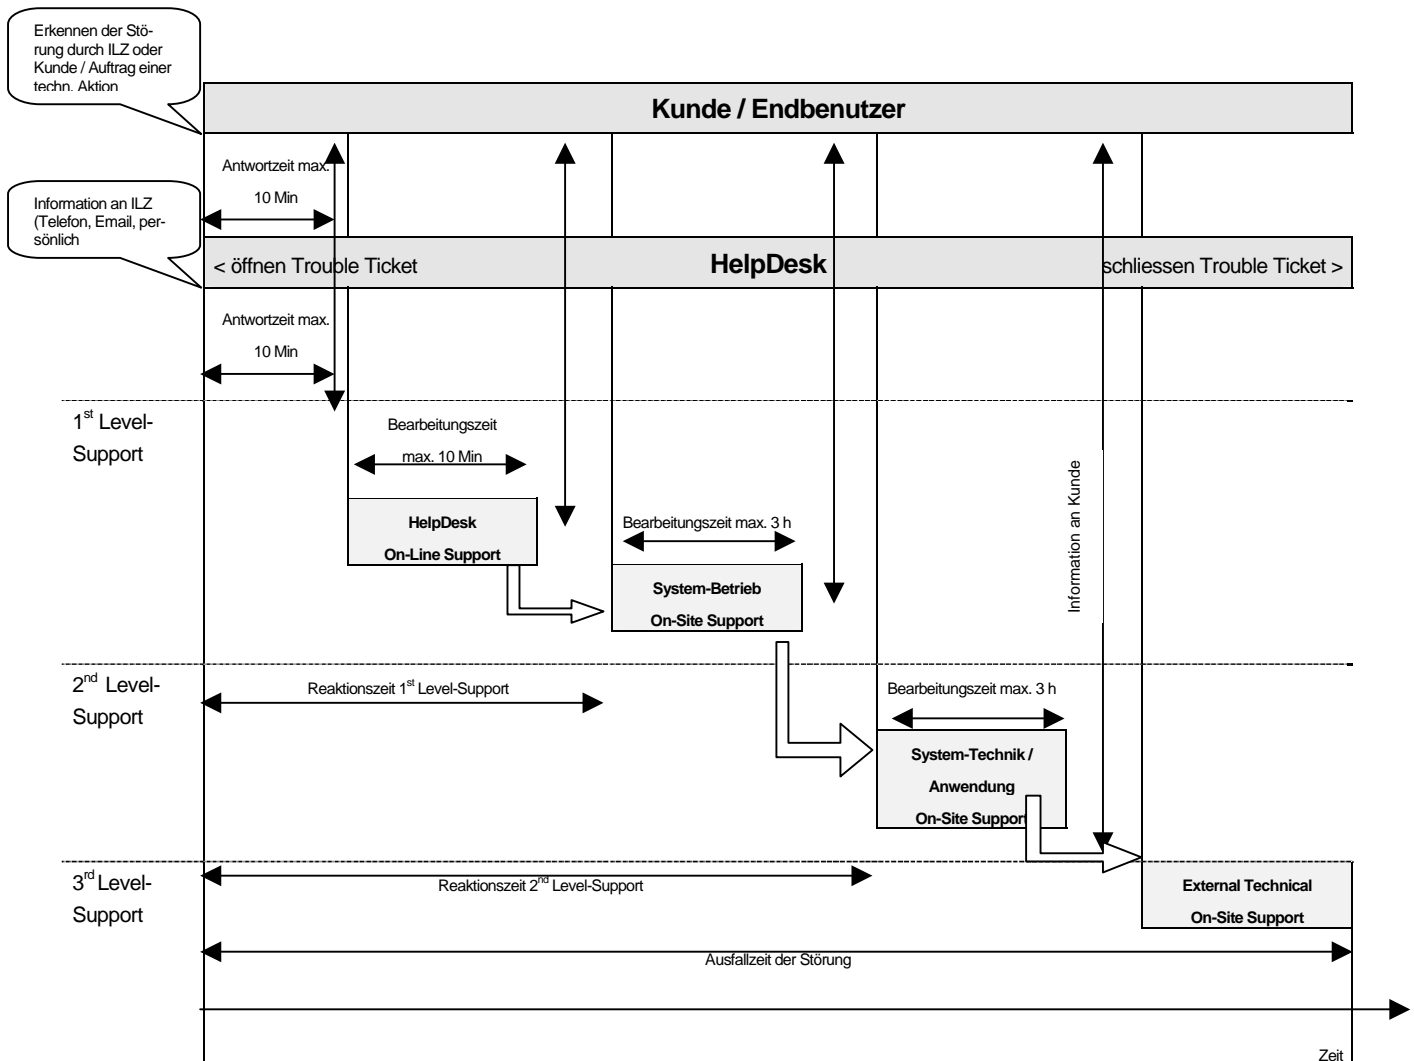 Erkennen der Stö-
rung durch ILZ oder
Kunde / Auftrag einer
techn. Aktion
Kunde / Endbenutzer
Antwortzeit max.
10 Min
Information an ILZ
(Telefon, Email, per-
sönlich
< öffnen Trouble Ticket
HelpDesk
schliessen Trouble Ticket >
Antwortzeit max.
10 Min
1st Level-
Support
Bearbeitungszeit
max. 10 Min
HelpDesk
On-Line Support
Bearbeitungszeit max. 3 h
System-Betrieb
On-Site Support
Information an Kunde
2nd Level-
Support
Reaktionszeit 1st Level-Support
Bearbeitungszeit max. 3 h
System-Technik /
Anwendung
On-Site Support
3rd Level-
Support
Reaktionszeit 2nd Level-Support
External Technical
On-Site Support
Ausfallzeit der Störung
Zeit